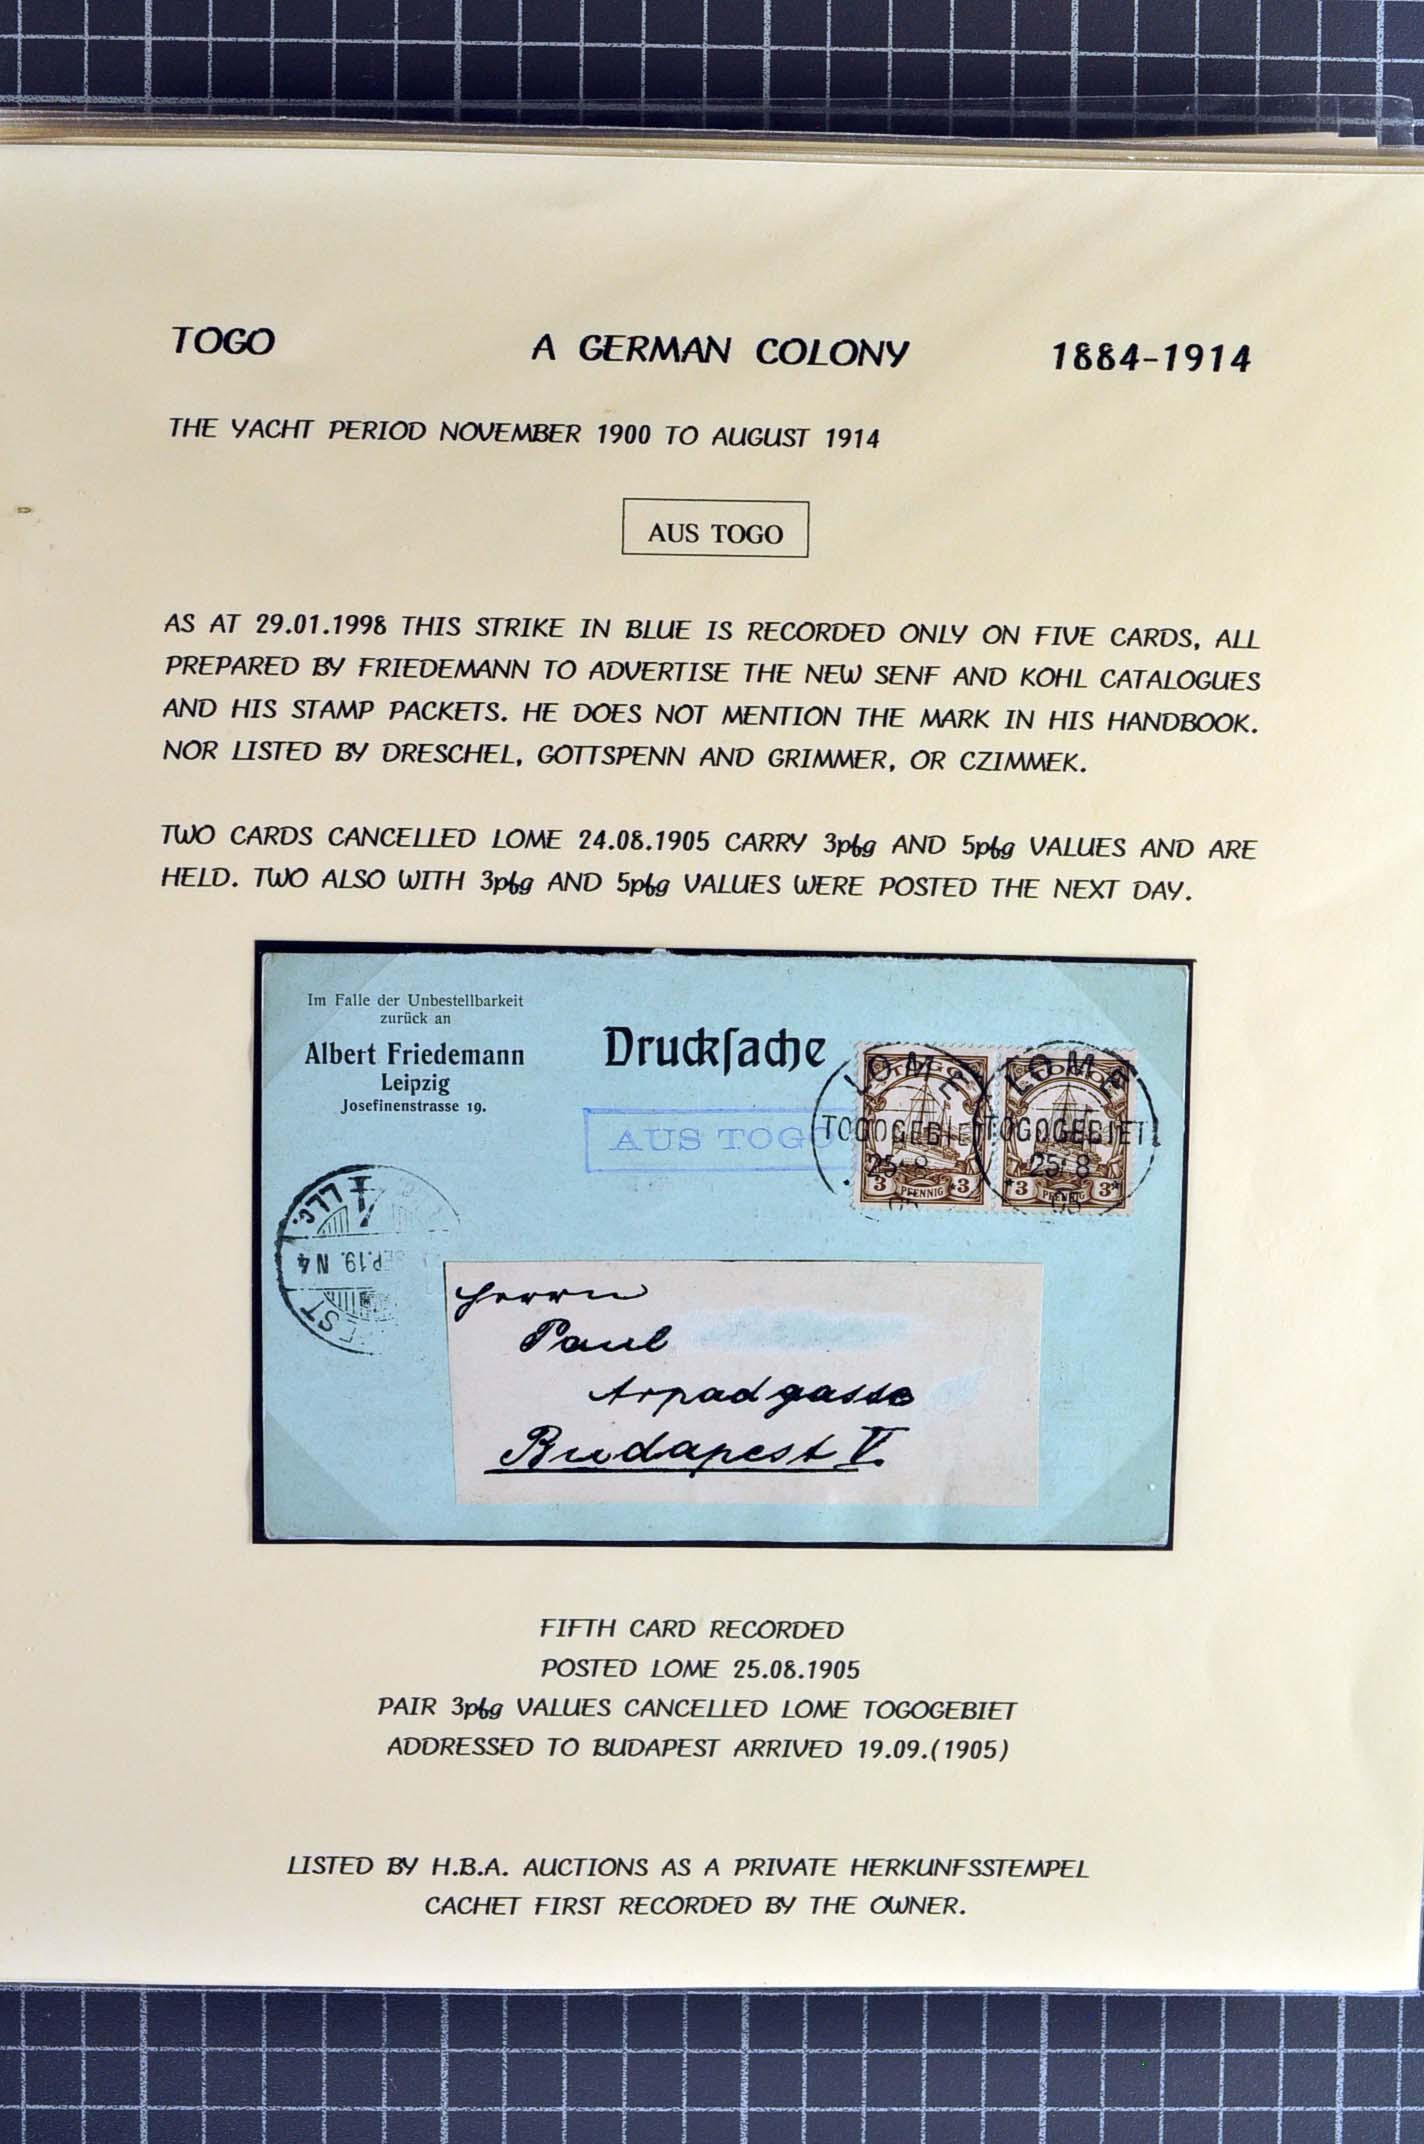 TOGO A GERMAN COLONY 1884-1914
THE YACHT PERIOD NOVEMBER 1900 TO AUGUST 1914
AUS TOGO
AS AT 29.01.1998 THIS STRIKE IN BLUE IS RECORDED ONLY ON FIVE CARDS, ALL
PREPARED BY FRIEDEMANN TO ADVERTISE THE NEW SENF AND KOHL CATALOGUES
AND HIS STAMP PACKETS. HE DOES NOT MENTION THE MARK IN HIS HANDBOOK.
NOR LISTED BY DRESCHEL, GOTTSPENN AND GRIMMER, OR CZIMMEK.
TWO CARDS CANCELLED LOME 24.08.1905 CARRY 3pfg AND 5pfg VALUES AND ARE
HELD. TWO ALSO WITH 3pfg AND 5pfg VALUES WERE POSTED THE NEXT DAY.
Im Falle der Unbestellbarkeit
zurück an
Albert Friedemann
Leipzig
Josefinenstrasse 19.
Druckſache
AUS TOGO
LOME LOME
TOGOGEBIET TOGOGEBIET
25 8 25 8
3 PFENNIG 3 3 PFENNIG 3
05 05
EP.19. N4
EST
Herrn
Paul
Arpadgasse
Budapest V.
FIFTH CARD RECORDED
POSTED LOME 25.08.1905
PAIR 3pfg VALUES CANCELLED LOME TOGOGEBIET
ADDRESSED TO BUDAPEST ARRIVED 19.09.(1905)
LISTED BY H.B.A. AUCTIONS AS A PRIVATE HERKUNFSSTEMPEL
CACHET FIRST RECORDED BY THE OWNER.